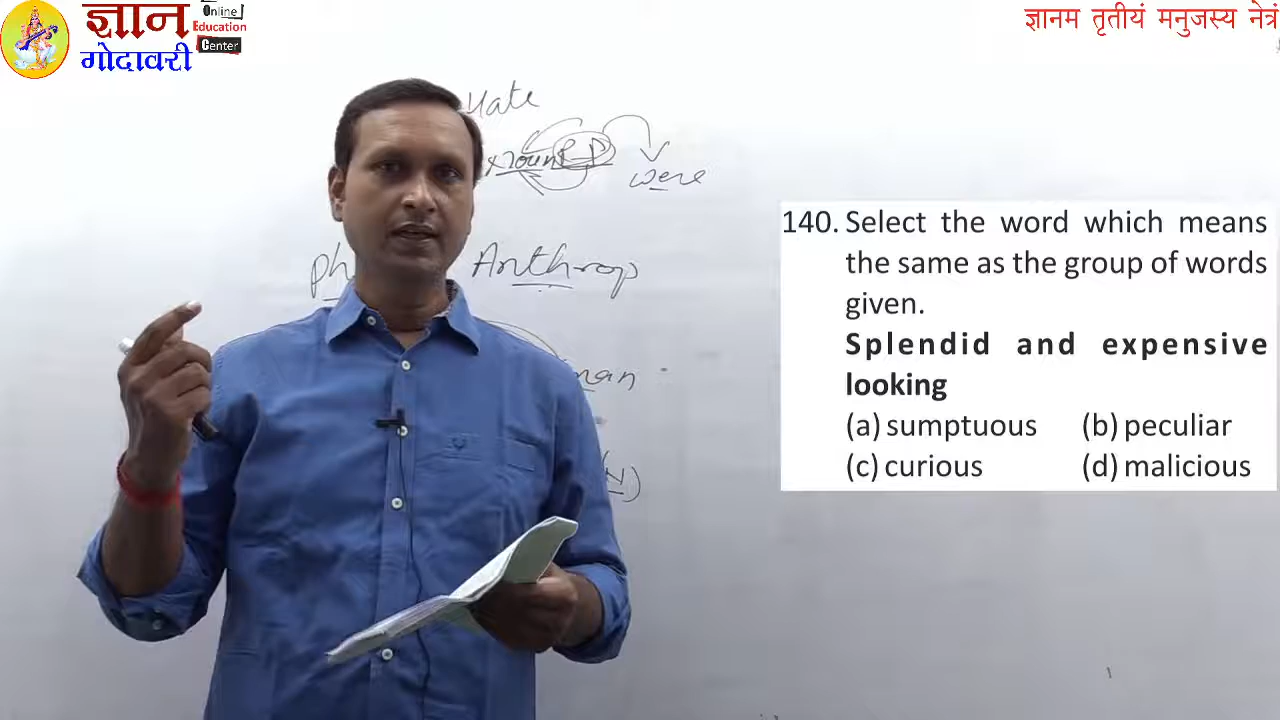 ज्ञान
गोदावरी
Online
Education
Center
ज्ञानम तृतीयं मनुजस्य नेत्रं
were
Anthrop
man
140. Select the word which means
the same as the group of words
given.
Splendid and expensive
looking
(a) sumptuous (b) peculiar
(c) curious (d) malicious